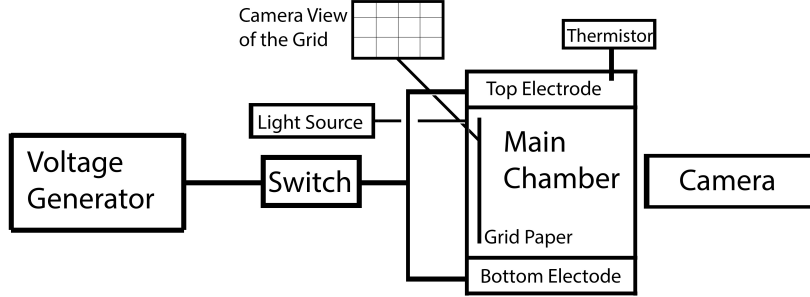 Camera View
of the Grid
Thermistor
Top Electrode
Light Source
Main
Chamber
Voltage
Generator
Switch
Camera
Grid Paper
Bottom Electode